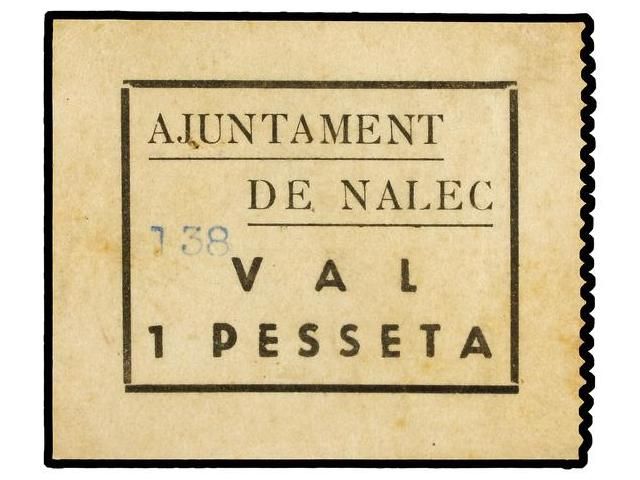 AJUNTAMENT
DE NALEC
138
VAL
1 PESSETA